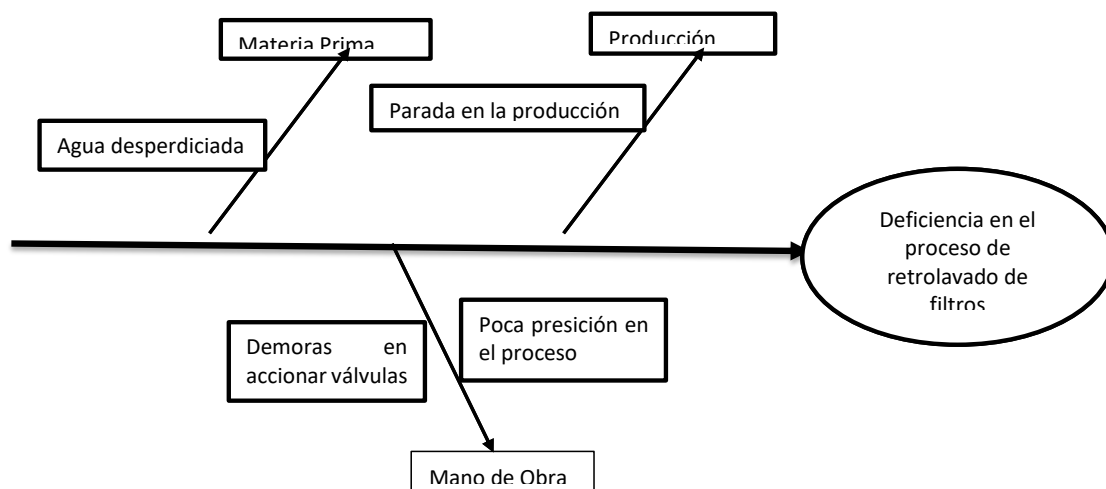 Materia Prima
Producción
Parada en la producción
Agua desperdiciada
Deficiencia en el
proceso de
retrolavado de
filtros
Demoras en
accionar válvulas
Poca presición en
el proceso
Mano de Obra